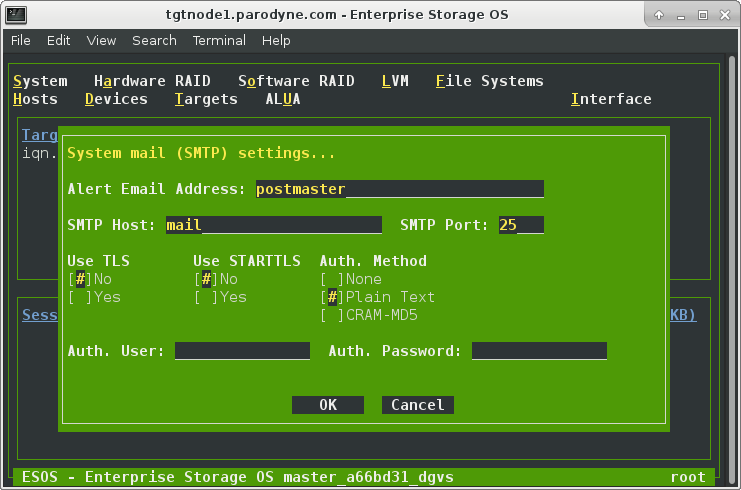 tgtnode1.parodyne.com - Enterprise Storage OS
File Edit View Search Terminal Help
System Hardware RAID Software RAID LVM File Systems
Hosts Devices Targets ALUA Interface
Targ
iqn.
System mail (SMTP) settings...
Alert Email Address: postmaster
SMTP Host: mail SMTP Port: 25
Use TLS Use STARTTLS Auth. Method
[#]No [#]No [ ]None
[ ]Yes [ ]Yes [#]Plain Text
[ ]CRAM-MD5
Sess KB)
Auth. User: Auth. Password:
OK Cancel
ESOS - Enterprise Storage OS master_a66bd31_dgvs root